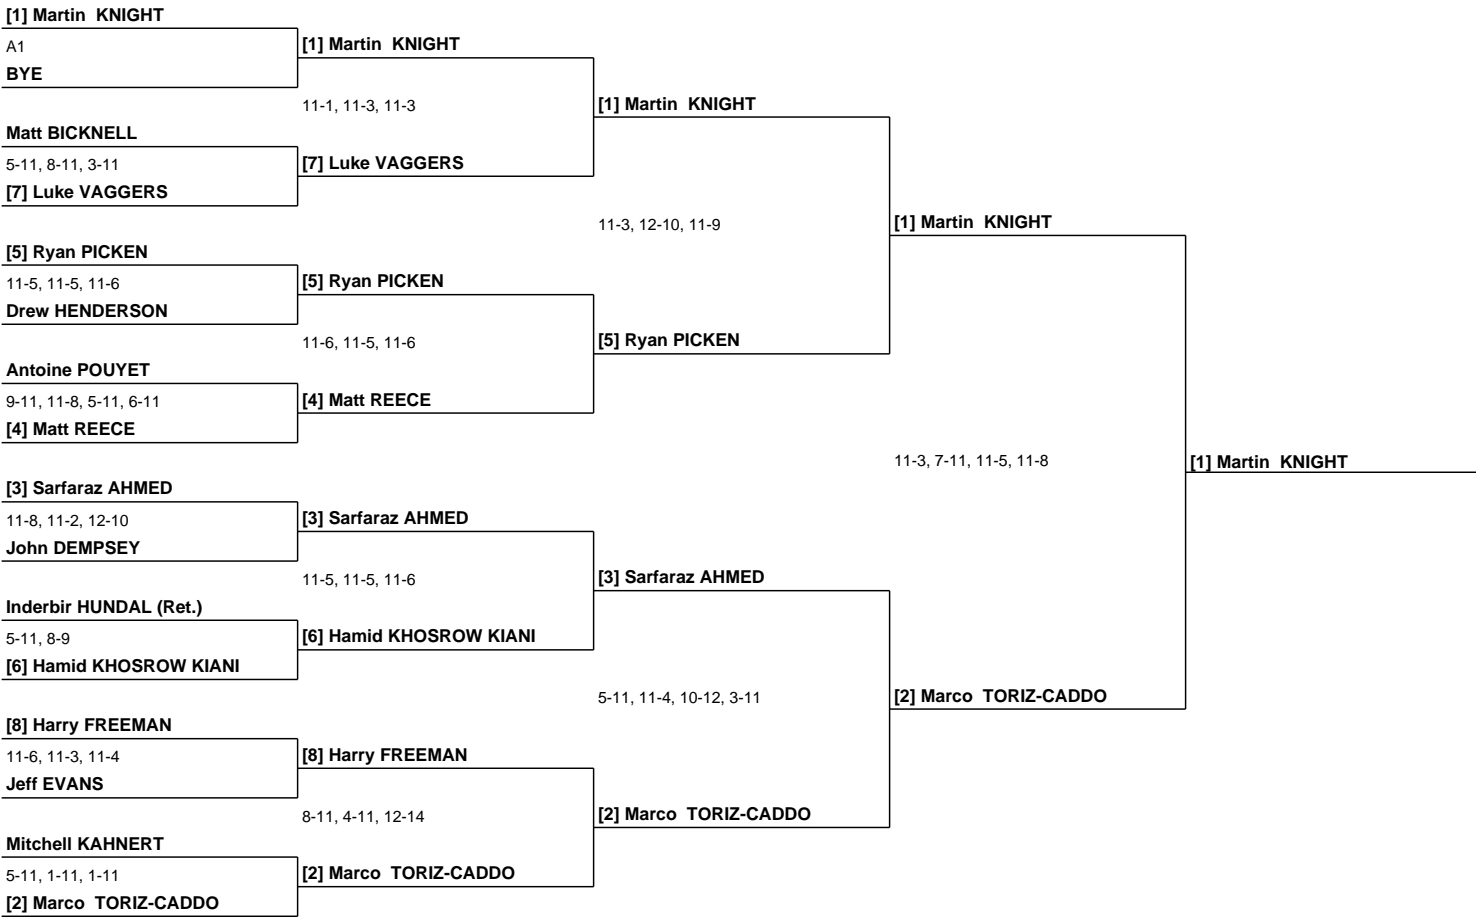 [1] Martin  KNIGHT
A1
BYE
Matt BICKNELL
5-11, 8-11, 3-11
[7] Luke VAGGERS
[5] Ryan PICKEN
11-5, 11-5, 11-6
Drew HENDERSON
Antoine POUYET
9-11, 11-8, 5-11, 6-11
[4] Matt REECE
[3] Sarfaraz AHMED
11-8, 11-2, 12-10
John DEMPSEY
Inderbir HUNDAL (Ret.)
5-11, 8-9
[6] Hamid KHOSROW KIANI
[8] Harry FREEMAN
11-6, 11-3, 11-4
Jeff EVANS
Mitchell KAHNERT
5-11, 1-11, 1-11
[2] Marco  TORIZ-CADDO
[1] Martin  KNIGHT
11-1, 11-3, 11-3
[7] Luke VAGGERS
[5] Ryan PICKEN
11-6, 11-5, 11-6
[4] Matt REECE
[3] Sarfaraz AHMED
11-5, 11-5, 11-6
[6] Hamid KHOSROW KIANI
[8] Harry FREEMAN
8-11, 4-11, 12-14
[2] Marco  TORIZ-CADDO
[1] Martin  KNIGHT
11-3, 12-10, 11-9
[5] Ryan PICKEN
[3] Sarfaraz AHMED
5-11, 11-4, 10-12, 3-11
[2] Marco  TORIZ-CADDO
[1] Martin  KNIGHT
11-3, 7-11, 11-5, 11-8
[2] Marco  TORIZ-CADDO
[1] Martin  KNIGHT